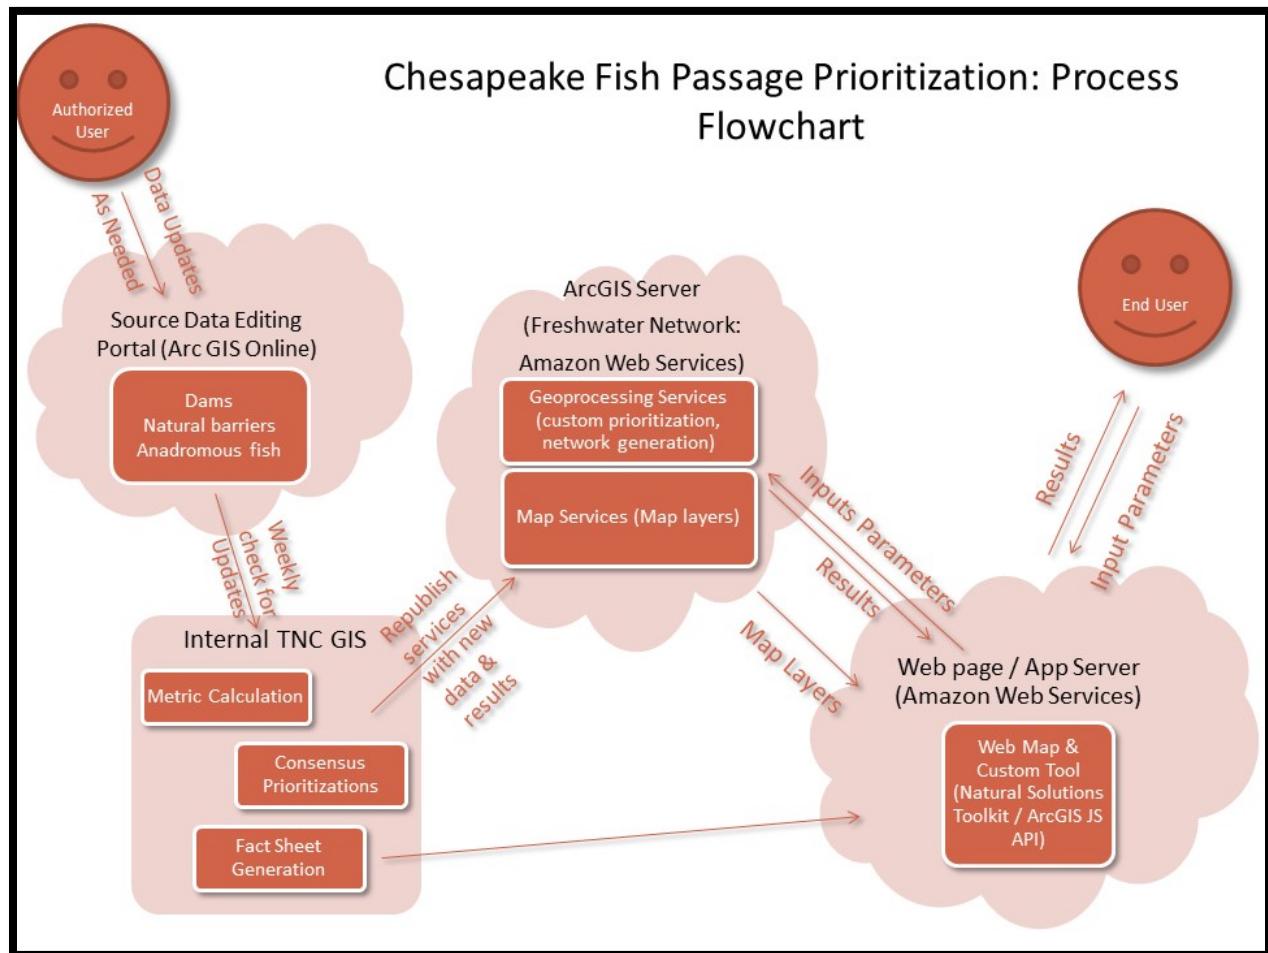 Chesapeake Fish Passage Prioritization: Process
Flowchart
Authorized
User
Data Updates
As Needed
Source Data Editing
Portal (Arc GIS Online)
Dams
Natural barriers
Anadromous fish
Weekly
check for
Updates
Internal TNC GIS
Metric Calculation
Consensus
Prioritizations
Fact Sheet
Generation
Republish
services
with new
data &
results
ArcGIS Server
(Freshwater Network:
Amazon Web Services)
Geoprocessing Services
(custom prioritization,
network generation)
Map Services (Map layers)
Inputs Parameters
Results
Map Layers
End User
Results
Input Parameters
Web page / App Server
(Amazon Web Services)
Web Map &
Custom Tool
(Natural Solutions
Toolkit / ArcGIS JS
API)